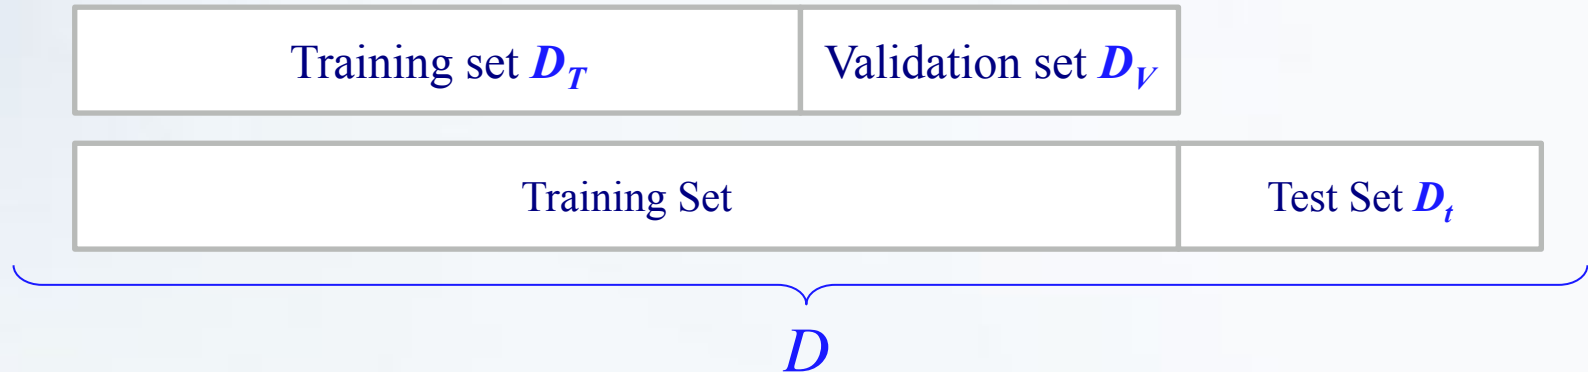 Training set D_T Validation set D_V
Training Set Test Set D_t
D